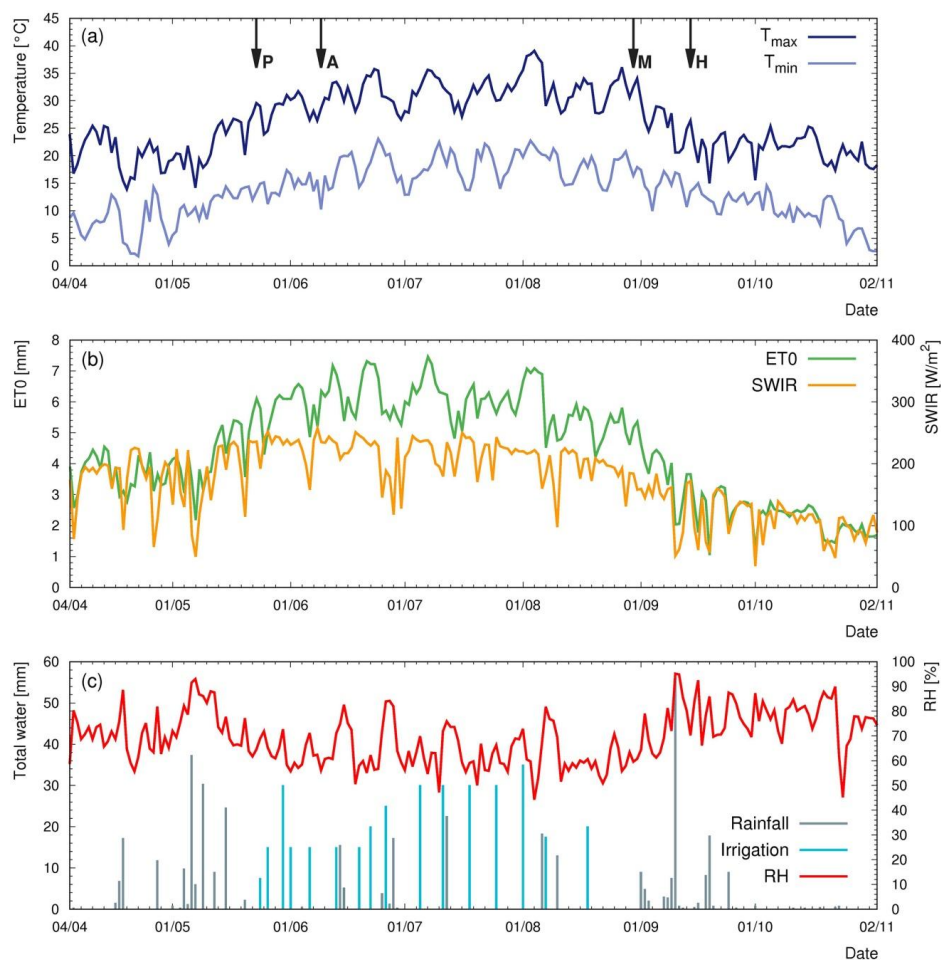 (a)
P
A
M
H
T_max
T_min
Temperature [°C]
45
40
35
30
25
20
15
10
5
0
04/04 01/05 01/06 01/07 01/08 01/09 01/10 02/11
Date
(b)
ET0
SWIR
ET0 [mm]
8
7
6
5
4
3
2
1
0
SWIR [W/m²]
400
300
200
100
0
04/04 01/05 01/06 01/07 01/08 01/09 01/10 02/11
Date
(c)
Rainfall
Irrigation
RH
Total water [mm]
60
50
40
30
20
10
0
RH [%]
100
90
80
70
60
50
40
30
20
10
0
04/04 01/05 01/06 01/07 01/08 01/09 01/10 02/11
Date